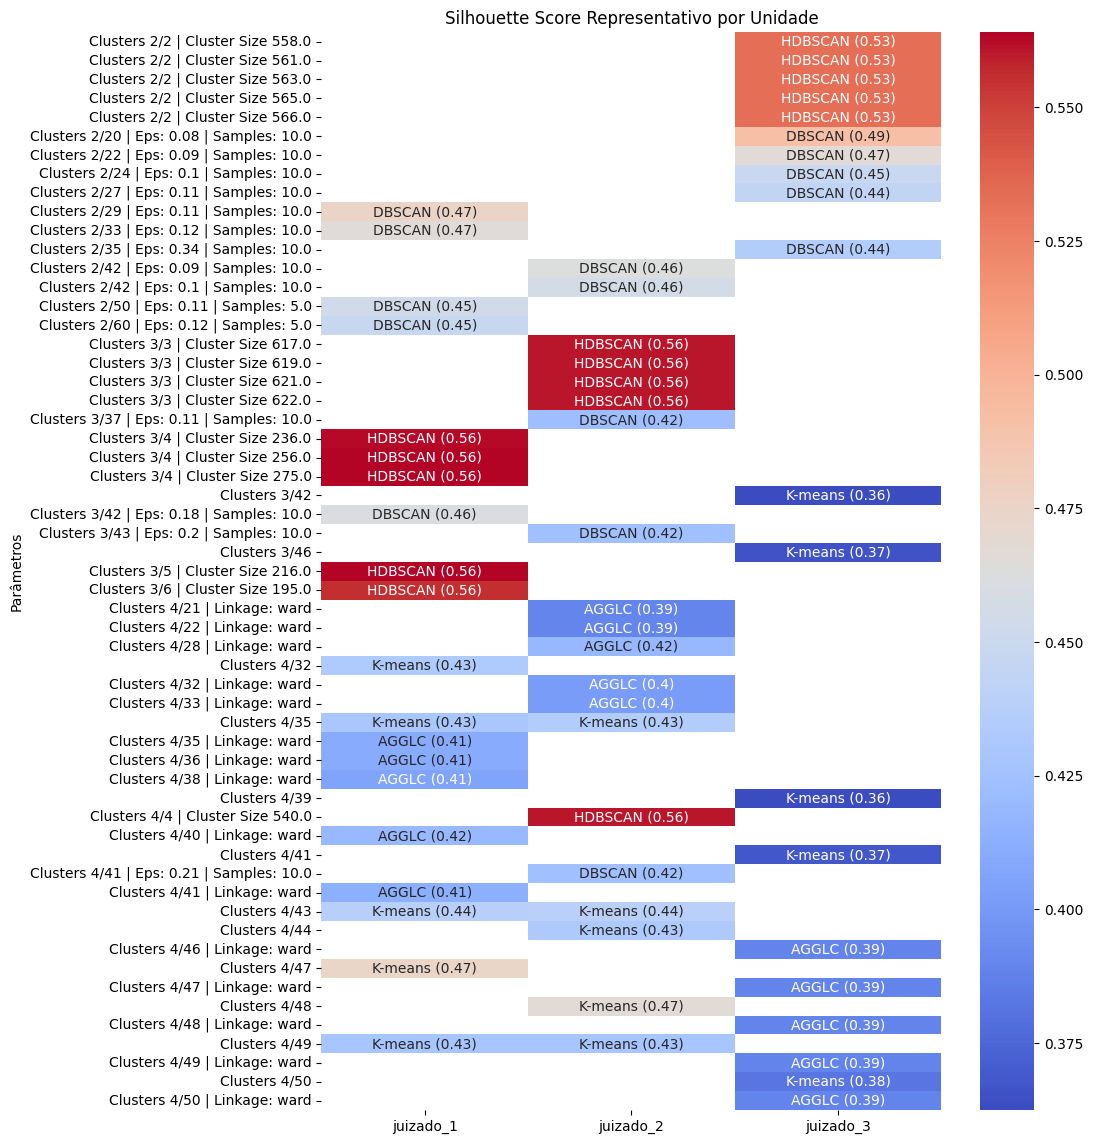 Silhouette Score Representativo por Unidade
Clusters 2/2 | Cluster Size 558.0 HDBSCAN (0.53)
Clusters 2/2 | Cluster Size 561.0 HDBSCAN (0.53)
Clusters 2/2 | Cluster Size 563.0 HDBSCAN (0.53)
Clusters 2/2 | Cluster Size 565.0 HDBSCAN (0.53)
Clusters 2/2 | Cluster Size 566.0 HDBSCAN (0.53)
Clusters 2/20 | Eps: 0.08 | Samples: 10.0 DBSCAN (0.49)
Clusters 2/22 | Eps: 0.09 | Samples: 10.0 DBSCAN (0.47)
Clusters 2/24 | Eps: 0.1 | Samples: 10.0 DBSCAN (0.45)
Clusters 2/27 | Eps: 0.11 | Samples: 10.0 DBSCAN (0.44)
Clusters 2/29 | Eps: 0.11 | Samples: 10.0 DBSCAN (0.47)
Clusters 2/33 | Eps: 0.12 | Samples: 10.0 DBSCAN (0.47)
Clusters 2/35 | Eps: 0.34 | Samples: 10.0 DBSCAN (0.44)
Clusters 2/42 | Eps: 0.09 | Samples: 10.0 DBSCAN (0.46)
Clusters 2/42 | Eps: 0.1 | Samples: 10.0 DBSCAN (0.46)
Clusters 2/50 | Eps: 0.11 | Samples: 5.0 DBSCAN (0.45)
Clusters 2/60 | Eps: 0.12 | Samples: 5.0 DBSCAN (0.45)
Clusters 3/3 | Cluster Size 617.0 HDBSCAN (0.56)
Clusters 3/3 | Cluster Size 619.0 HDBSCAN (0.56)
Clusters 3/3 | Cluster Size 621.0 HDBSCAN (0.56)
Clusters 3/3 | Cluster Size 622.0 HDBSCAN (0.56)
Clusters 3/37 | Eps: 0.11 | Samples: 10.0 DBSCAN (0.42)
Clusters 3/4 | Cluster Size 236.0 HDBSCAN (0.56)
Clusters 3/4 | Cluster Size 256.0 HDBSCAN (0.56)
Clusters 3/4 | Cluster Size 275.0 HDBSCAN (0.56)
Clusters 3/42 K-means (0.36)
Clusters 3/42 | Eps: 0.18 | Samples: 10.0 DBSCAN (0.46)
Clusters 3/43 | Eps: 0.2 | Samples: 10.0 DBSCAN (0.42)
Clusters 3/46 K-means (0.37)
Clusters 3/5 | Cluster Size 216.0 HDBSCAN (0.56)
Clusters 3/6 | Cluster Size 195.0 HDBSCAN (0.56)
Clusters 4/21 | Linkage: ward AGGLC (0.39)
Clusters 4/22 | Linkage: ward AGGLC (0.39)
Clusters 4/28 | Linkage: ward AGGLC (0.42)
Clusters 4/32 K-means (0.43)
Clusters 4/32 | Linkage: ward AGGLC (0.4)
Clusters 4/33 | Linkage: ward AGGLC (0.4)
Clusters 4/35 K-means (0.43) K-means (0.43)
Clusters 4/35 | Linkage: ward AGGLC (0.41)
Clusters 4/36 | Linkage: ward AGGLC (0.41)
Clusters 4/38 | Linkage: ward AGGLC (0.41)
Clusters 4/39 K-means (0.36)
Clusters 4/4 | Cluster Size 540.0 HDBSCAN (0.56)
Clusters 4/40 | Linkage: ward AGGLC (0.42)
Clusters 4/41 K-means (0.37)
Clusters 4/41 | Eps: 0.21 | Samples: 10.0 DBSCAN (0.42)
Clusters 4/41 | Linkage: ward AGGLC (0.41)
Clusters 4/43 K-means (0.44) K-means (0.44)
Clusters 4/44 K-means (0.43)
Clusters 4/46 | Linkage: ward AGGLC (0.39)
Clusters 4/47 K-means (0.47)
Clusters 4/47 | Linkage: ward AGGLC (0.39)
Clusters 4/48 K-means (0.47)
Clusters 4/48 | Linkage: ward AGGLC (0.39)
Clusters 4/49 K-means (0.43) K-means (0.43)
Clusters 4/49 | Linkage: ward AGGLC (0.39)
Clusters 4/50 K-means (0.38)
Clusters 4/50 | Linkage: ward AGGLC (0.39)
Parâmetros
juizado_1 juizado_2 juizado_3
0.550
0.525
0.500
0.475
0.450
0.425
0.400
0.375